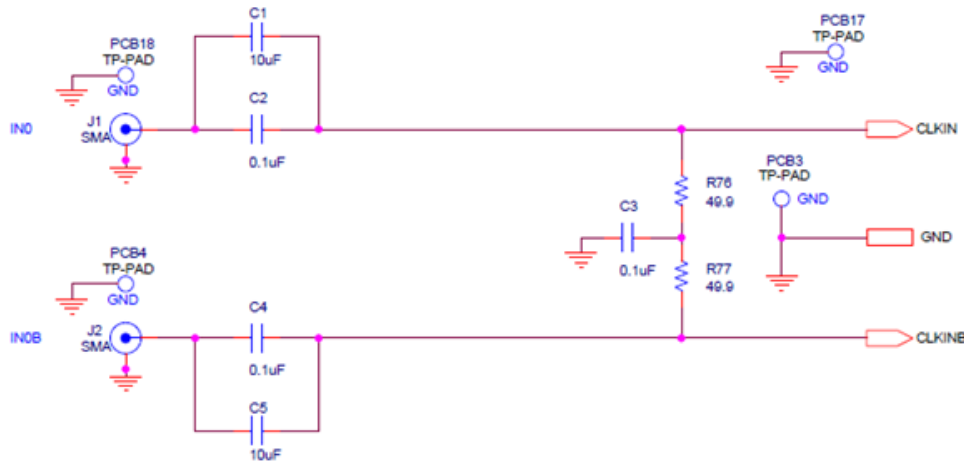 C1
10uF
PCB18
TP-PAD
GND
PCB17
TP-PAD
GND
C2
0.1uF
IN0
J1
SMA
CLKIN
PCB3
TP-PAD
GND
R76
49.9
C3
0.1uF
GND
R77
49.9
PCB4
TP-PAD
GND
C4
0.1uF
IN0B
J2
SMA
CLKINB
C5
10uF